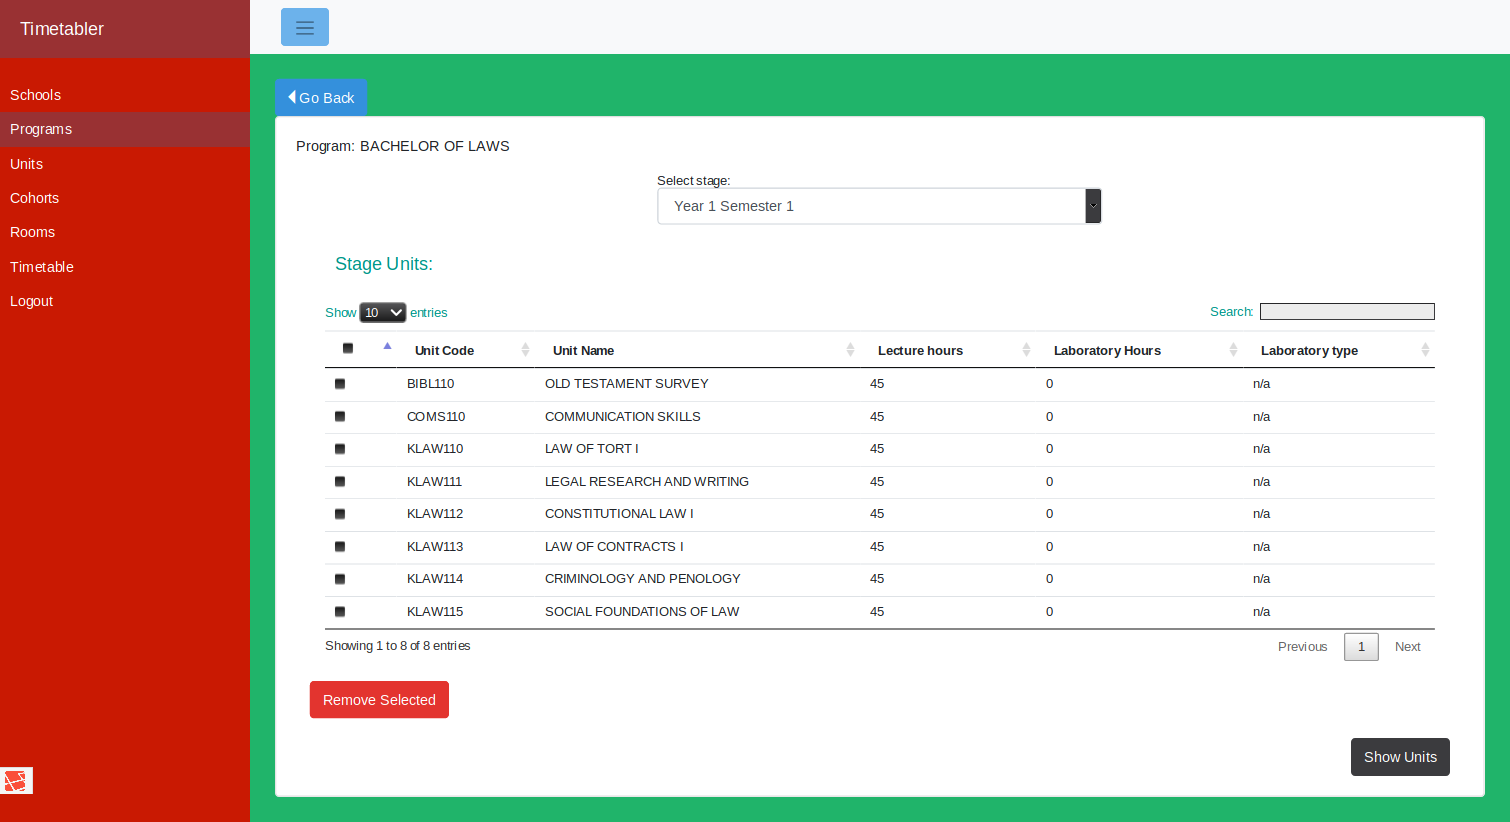 Timetabler
Schools
Programs
Units
Cohorts
Rooms
Timetable
Logout
Go Back
Program: BACHELOR OF LAWS
Select stage:
Year 1 Semester 1
Stage Units:
Show 10 entries
Search:
Unit Code Unit Name Lecture hours Laboratory Hours Laboratory type
BIBL110 OLD TESTAMENT SURVEY 45 0 n/a
COMS110 COMMUNICATION SKILLS 45 0 n/a
KLAW110 LAW OF TORT I 45 0 n/a
KLAW111 LEGAL RESEARCH AND WRITING 45 0 n/a
KLAW112 CONSTITUTIONAL LAW I 45 0 n/a
KLAW113 LAW OF CONTRACTS I 45 0 n/a
KLAW114 CRIMINOLOGY AND PENOLOGY 45 0 n/a
KLAW115 SOCIAL FOUNDATIONS OF LAW 45 0 n/a
Showing 1 to 8 of 8 entries
Previous 1 Next
Remove Selected
Show Units